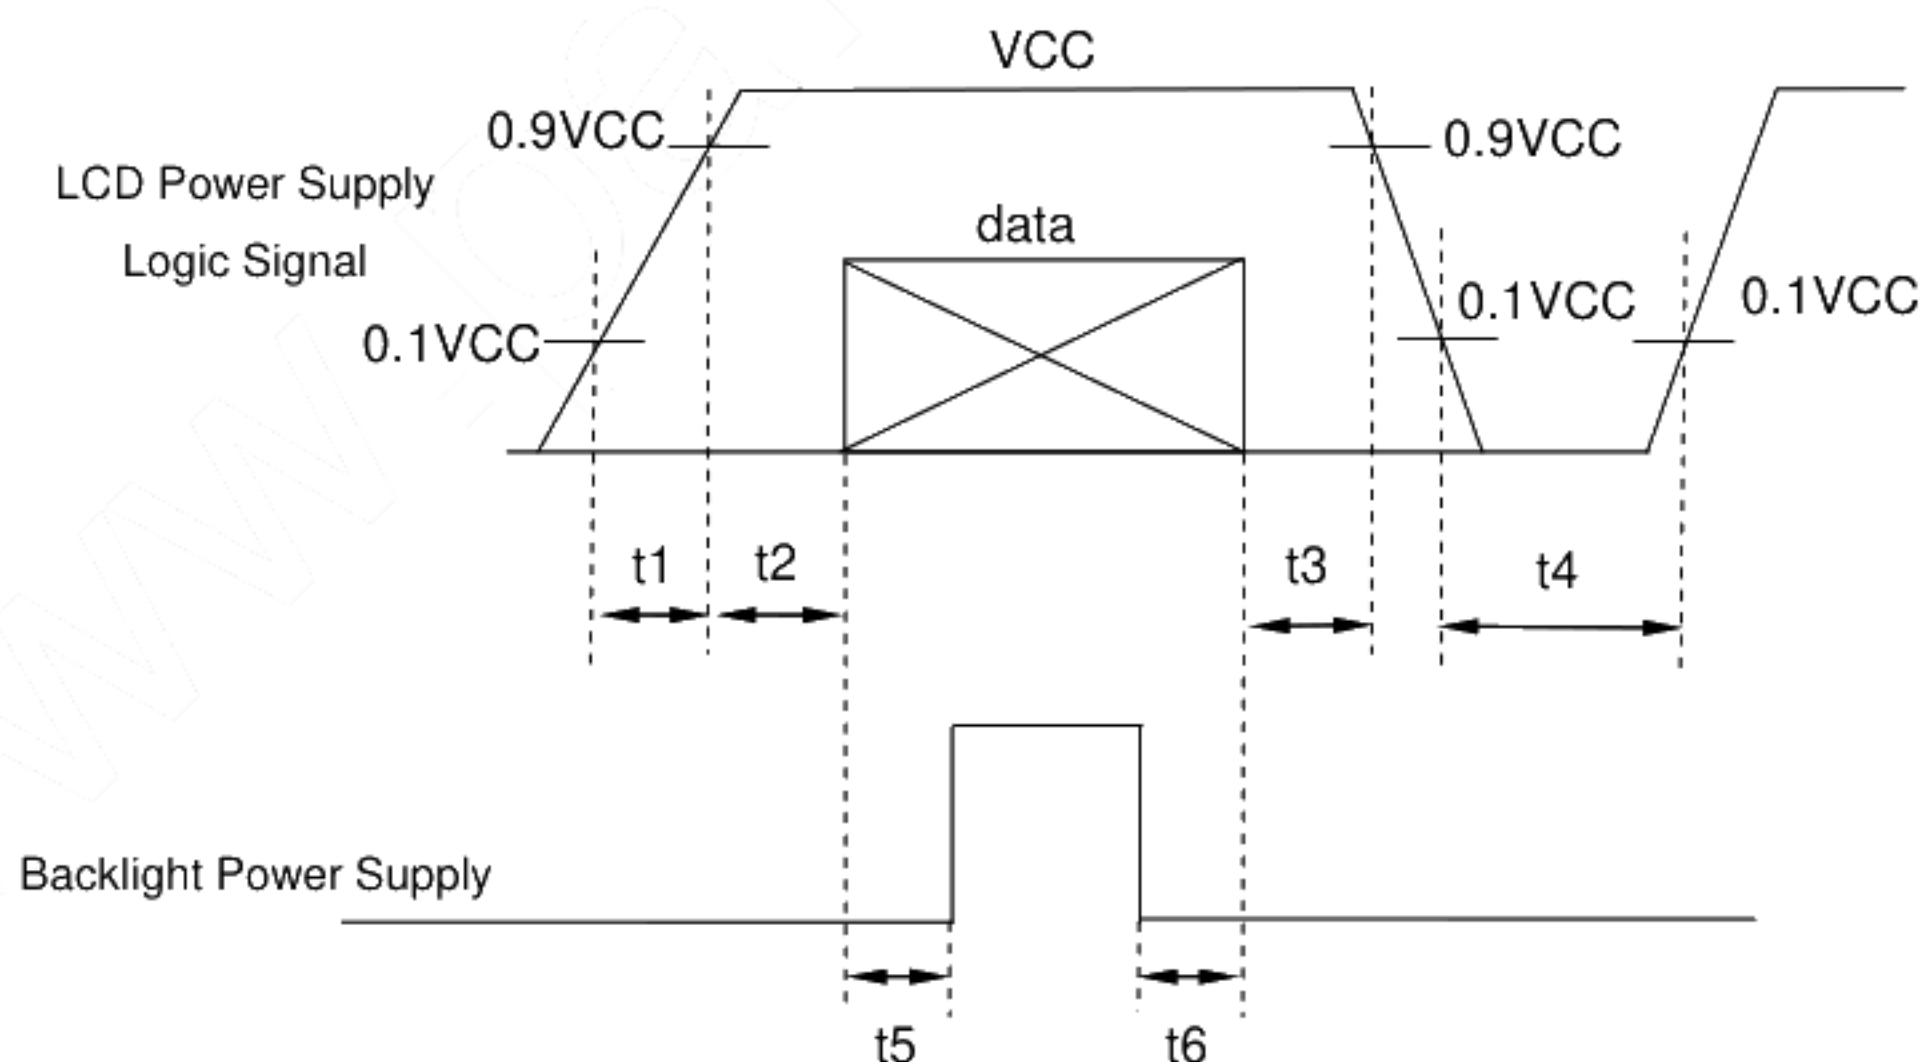 VCC
0.9VCC
0.9VCC
LCD Power Supply
data
Logic Signal
0.1VCC
0.1VCC
0.1VCC
t1
t2
t3
t4
Backlight Power Supply
t5
t6